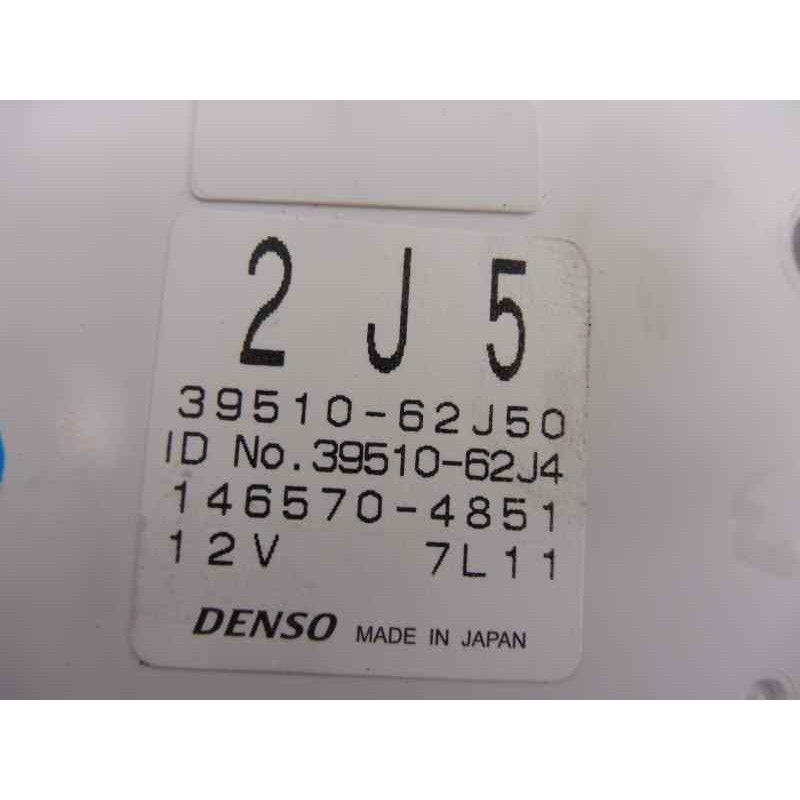 2 J 5
39510-62J50
ID No.39510-62J4
146570-4851
12V 7L11
DENSO MADE IN JAPAN